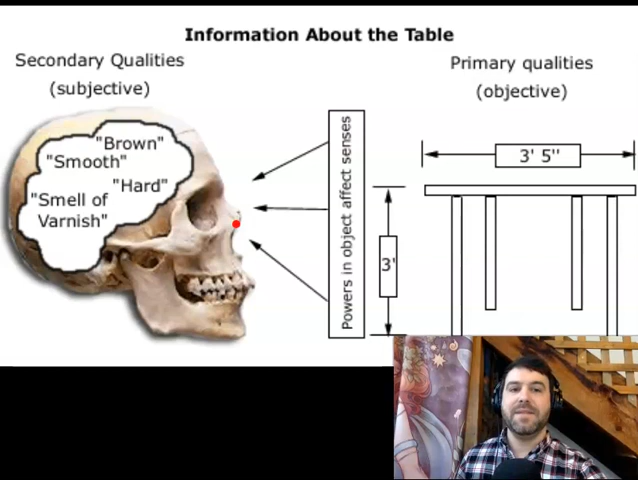 Information About the Table
Secondary Qualities
(subjective)
Primary qualities
(objective)
"Brown"
"Smooth"
"Hard"
"Smell of
Varnish"
Powers in object affect senses
3' 5"
3'